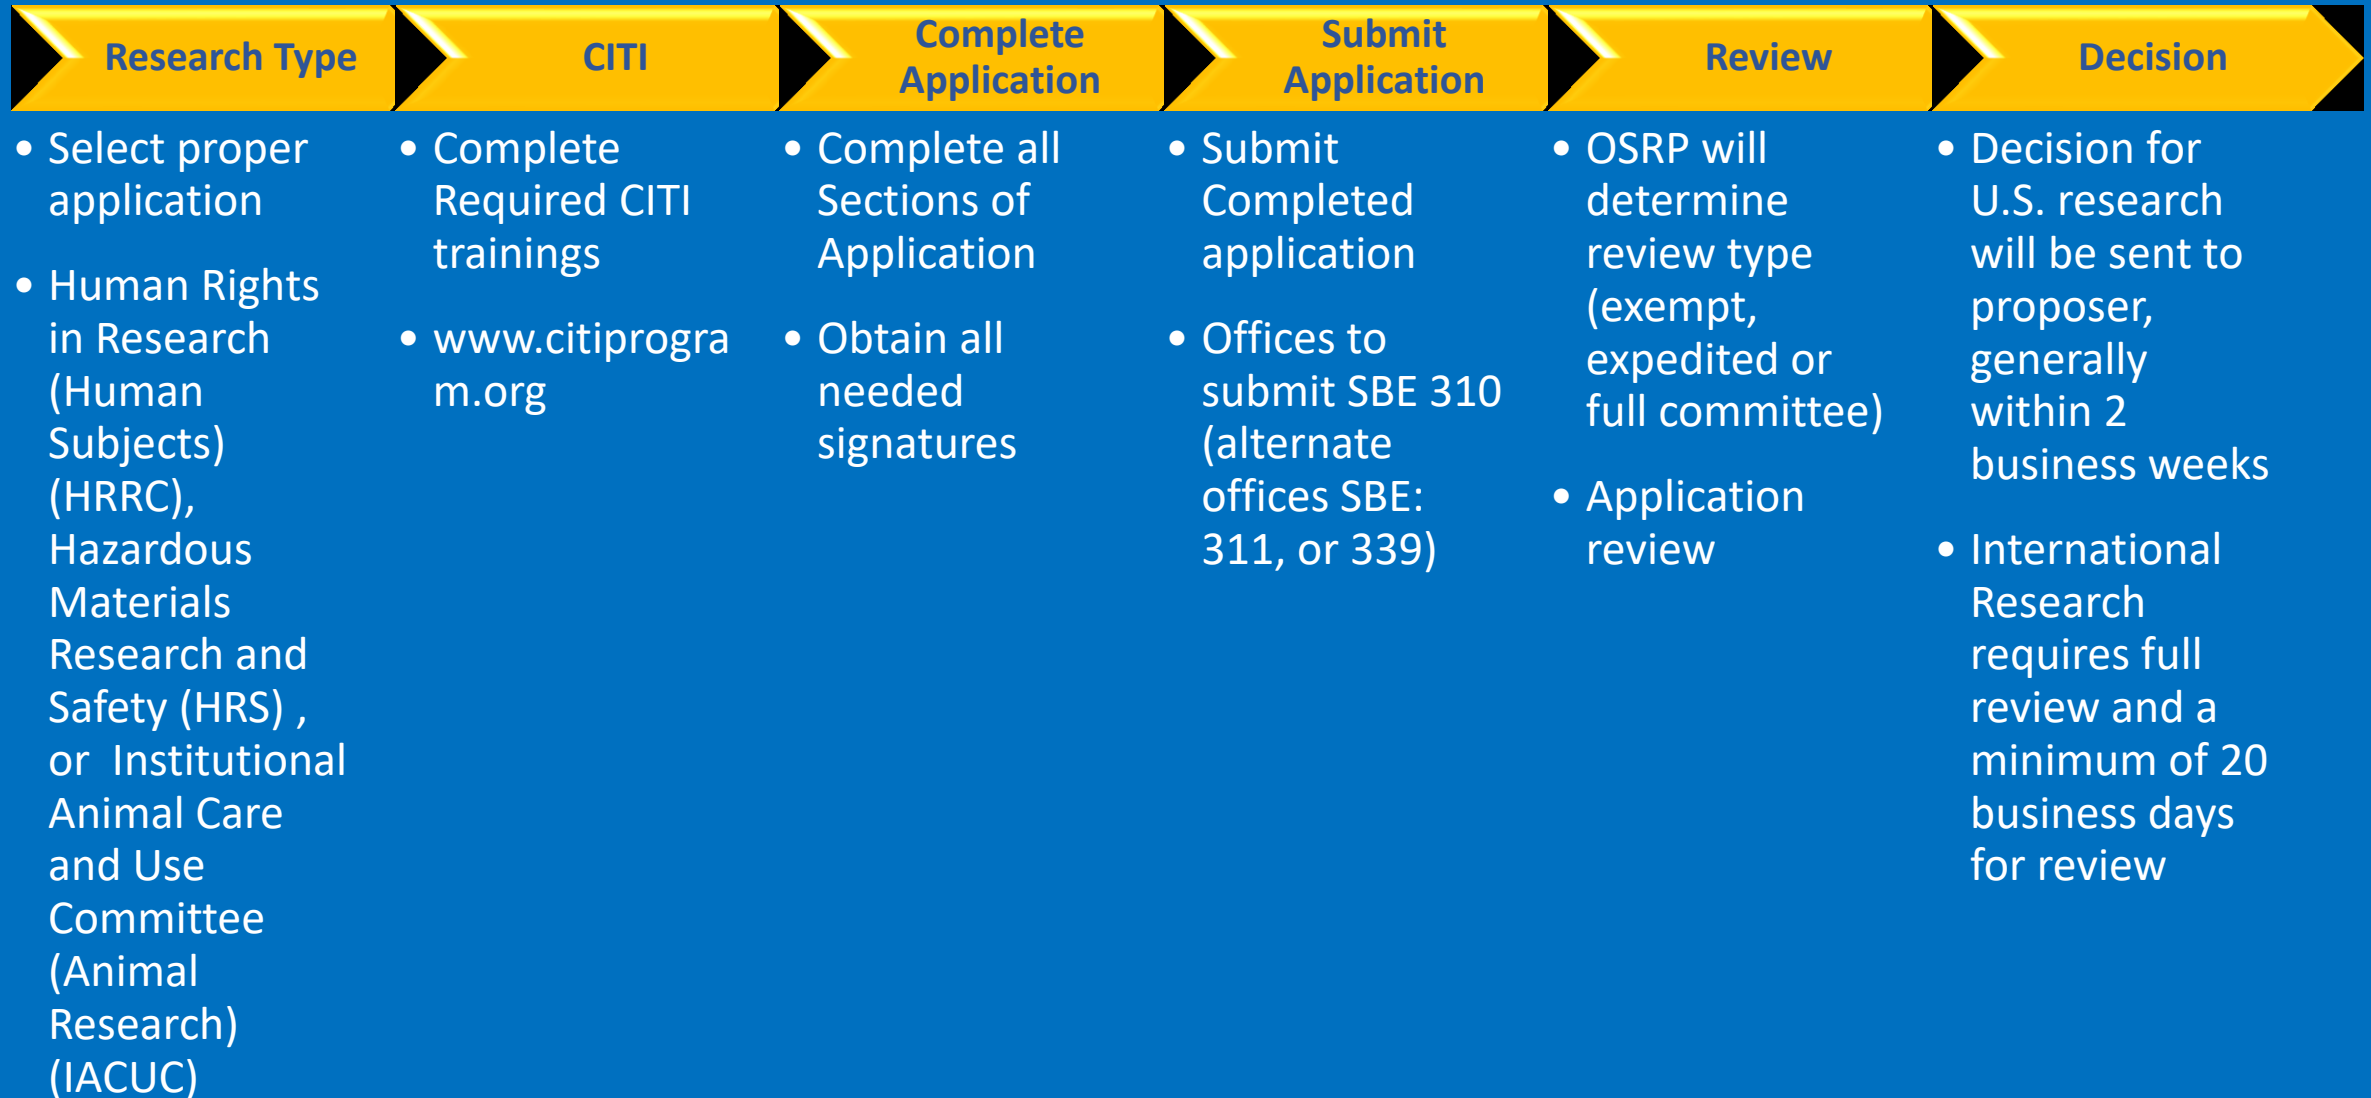 Research Type
• Select proper
application
• Human Rights
in Research
(Human
Subjects)
(HRRC),
Hazardous
Materials
Research and
Safety (HRS) ,
or Institutional
Animal Care
and Use
Committee
(Animal
Research)
(IACUC)
CITI
• Complete
Required CITI
trainings
• www.citiprogra
m.org
Complete
Application
• Complete all
Sections of
Application
• Obtain all
needed
signatures
Submit
Application
• Submit
Completed
application
• Offices to
submit SBE 310
(alternate
offices SBE:
311, or 339)
Review
• OSRP will
determine
review type
(exempt,
expedited or
full committee)
• Application
review
Decision
• Decision for
U.S. research
will be sent to
proposer,
generally
within 2
business weeks
• International
Research
requires full
review and a
minimum of 20
business days
for review